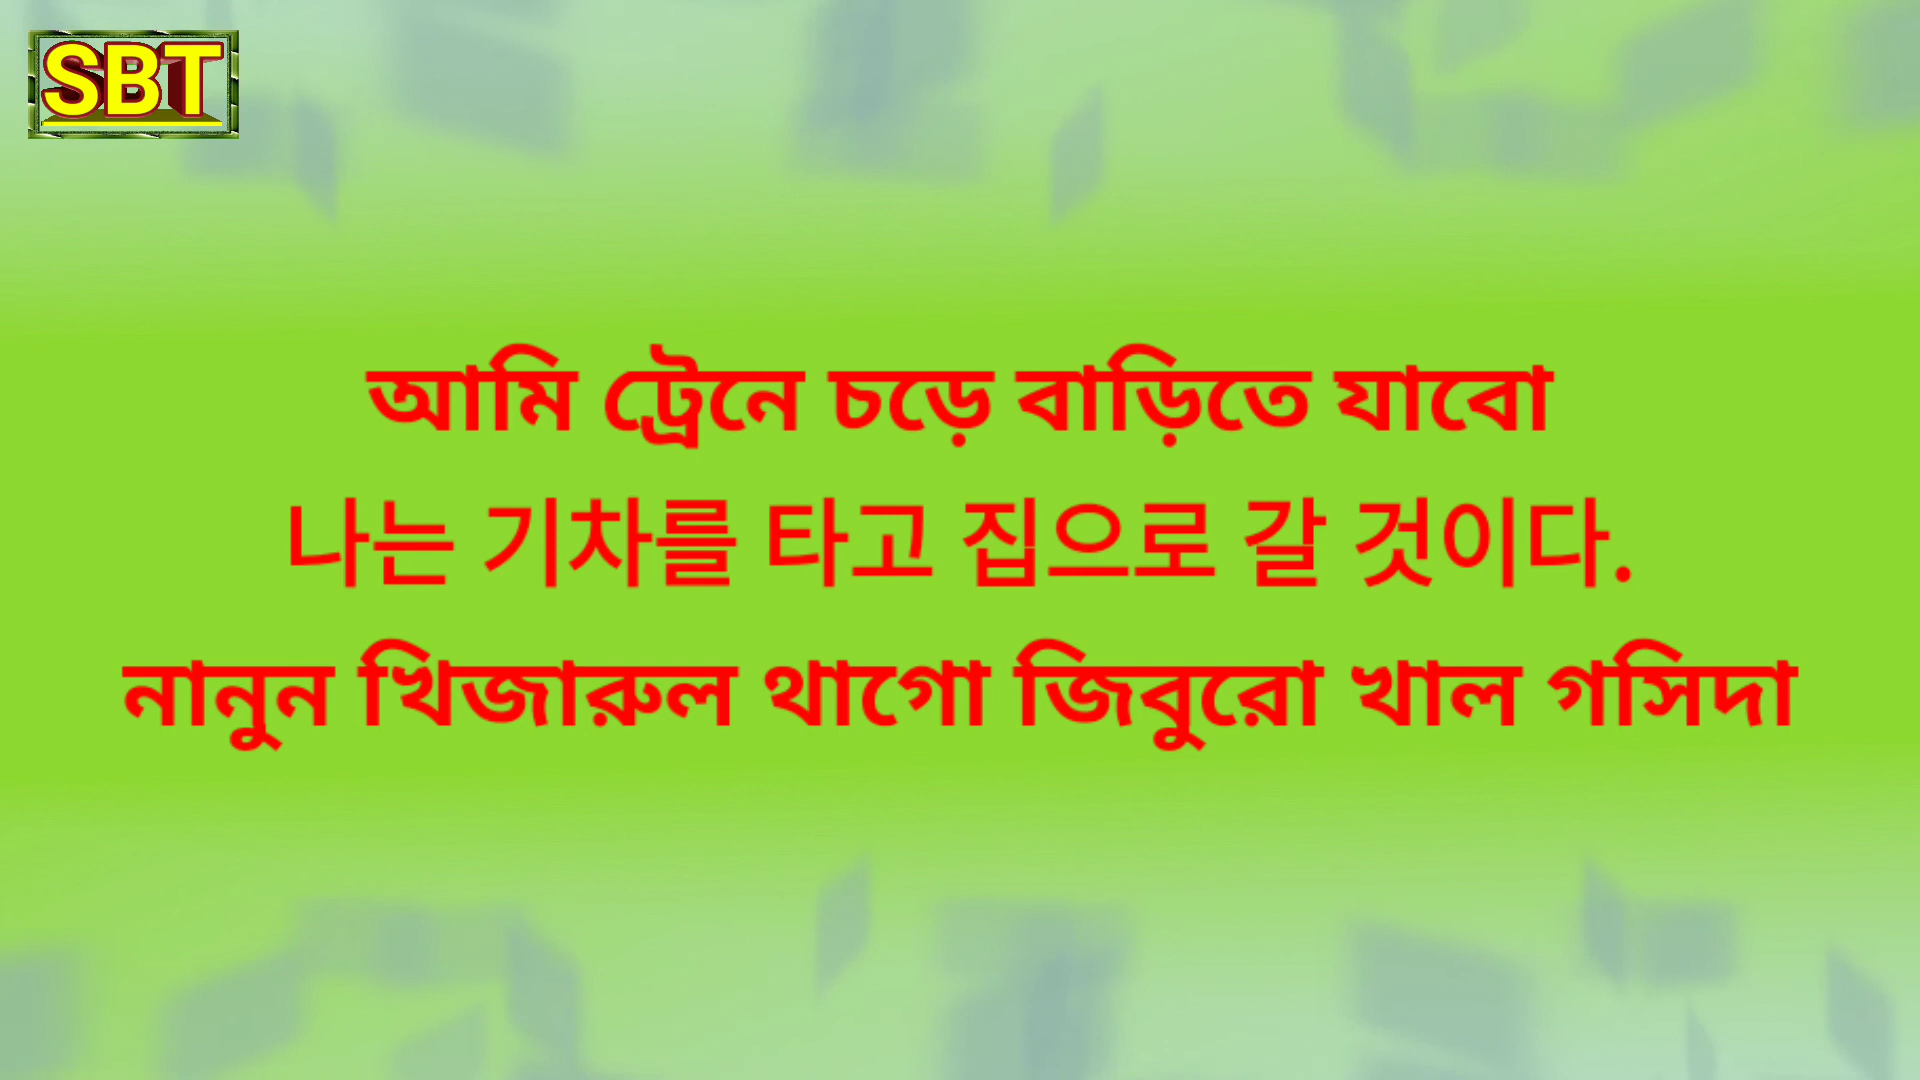 SBT
আমি ট্রেনে চড়ে বাড়িতে যাবো
나는 기차를 타고 집으로 갈 것이다.
নানুন খিজারুল থাগো জিবুরো খাল গসিদা